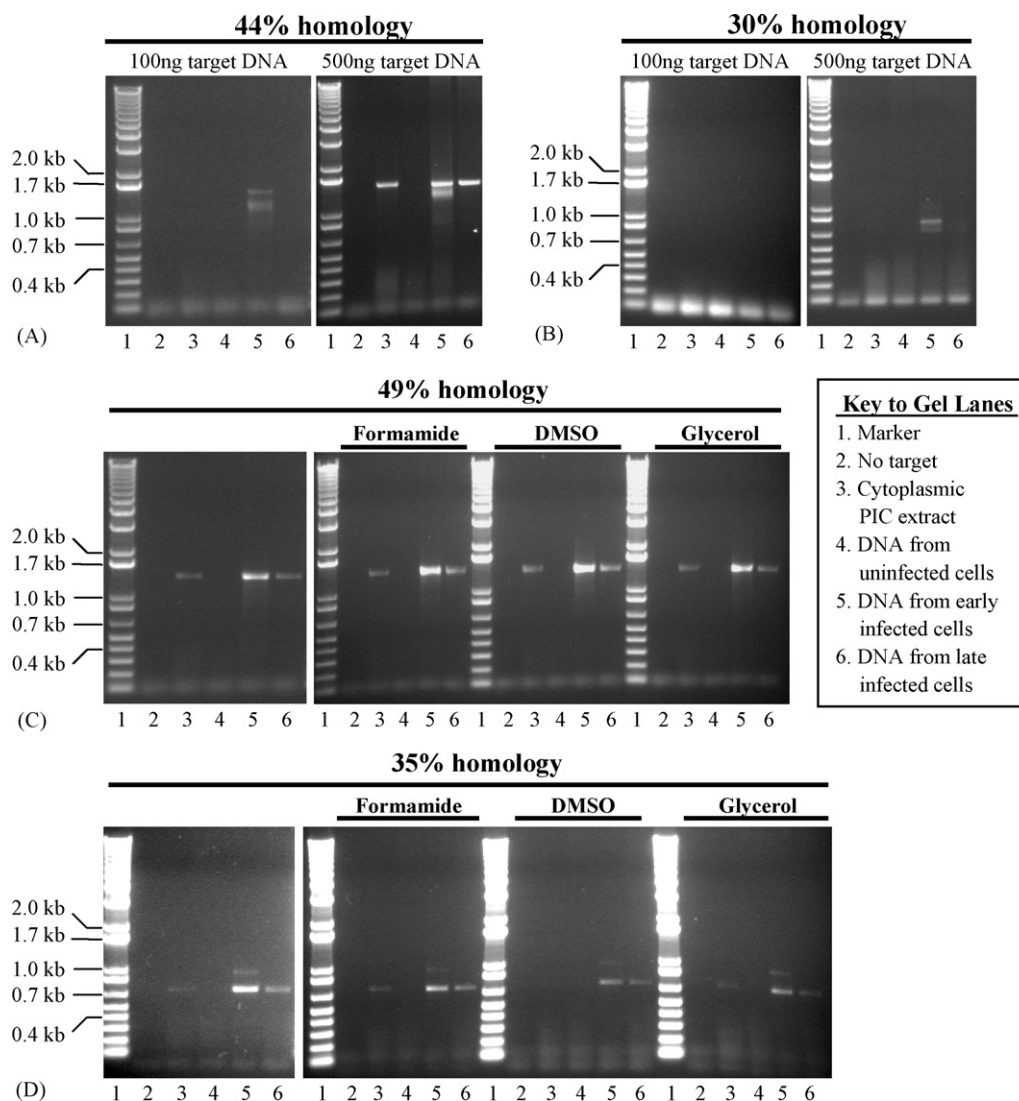 44% homology
100ng target DNA 500ng target DNA
2.0 kb
1.7 kb
1.0 kb
0.7 kb
0.4 kb
(A) 1 2 3 4 5 6 1 2 3 4 5 6
30% homology
100ng target DNA 500ng target DNA
2.0 kb
1.7 kb
1.0 kb
0.7 kb
0.4 kb
(B) 1 2 3 4 5 6 1 2 3 4 5 6
49% homology
Formamide DMSO Glycerol
2.0 kb
1.7 kb
1.0 kb
0.7 kb
0.4 kb
(C) 1 2 3 4 5 6 1 2 3 4 5 6 1 2 3 4 5 6 1 2 3 4 5 6
Key to Gel Lanes
1. Marker
2. No target
3. Cytoplasmic
PIC extract
4. DNA from
uninfected cells
5. DNA from early
infected cells
6. DNA from late
infected cells
35% homology
Formamide DMSO Glycerol
2.0 kb
1.7 kb
1.0 kb
0.7 kb
0.4 kb
(D) 1 2 3 4 5 6 1 2 3 4 5 6 1 2 3 4 5 6 1 2 3 4 5 6